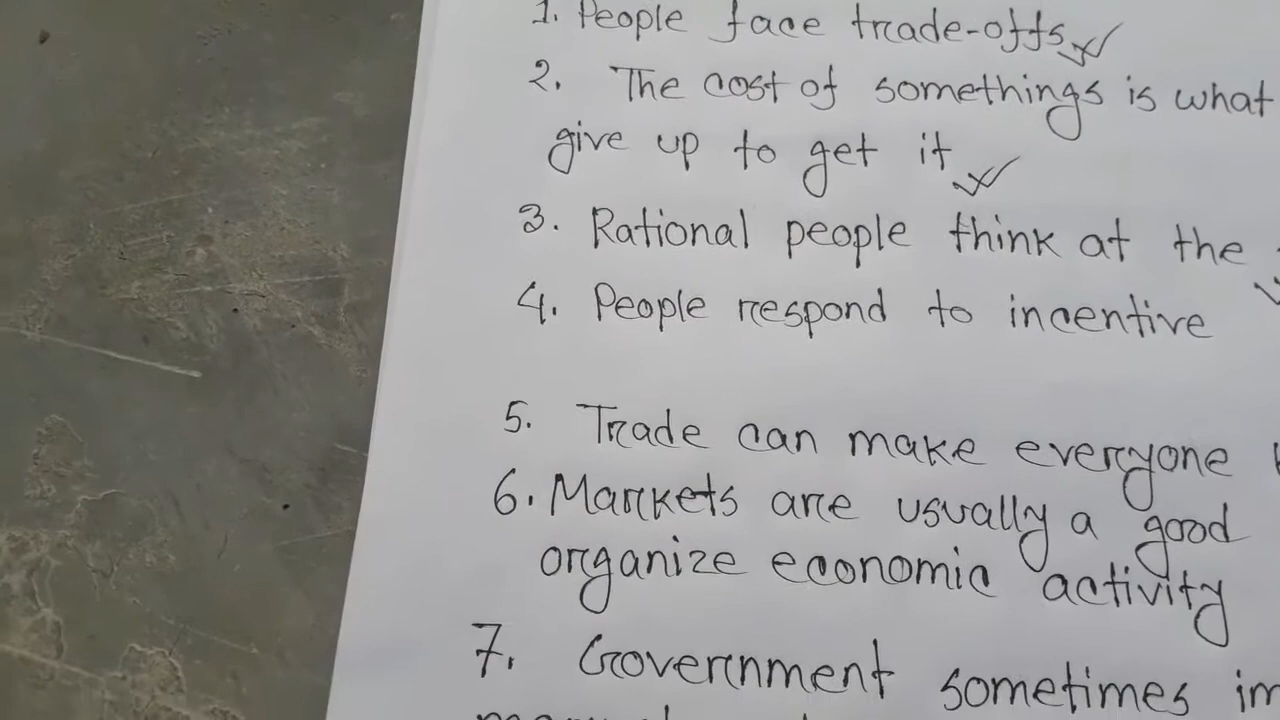 1. People face trade-offs
2. The cost of somethings is what
give up to get it
3. Rational people think at the
4. People respond to incentive
5. Trade can make everyone
6. Markets are usually a good
organize economic activity
7. Government sometimes im